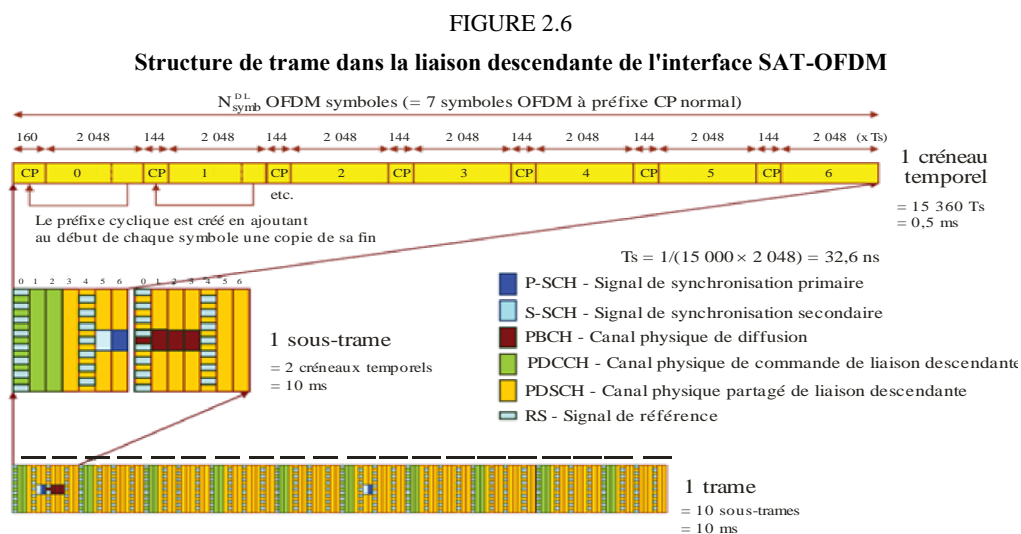 FIGURE 2.6
Structure de trame dans la liaison descendante de l'interface SAT-OFDM
N_symb^DL OFDM symboles (= 7 symboles OFDM à préfixe CP normal)
160 2 048 144 2 048 144 2 048 144 2 048 144 2 048 144 2 048 144 2 048 (x Ts)
CP 0 CP 1 CP 2 CP 3 CP 4 CP 5 CP 6
1 créneau
temporel
= 15 360 Ts
= 0,5 ms
etc.
Le préfixe cyclique est créé en ajoutant
au début de chaque symbole une copie de sa fin
Ts = 1/(15 000 × 2 048) = 32,6 ns
0 1 2 3 4 5 6 0 1 2 3 4 5 6
1 sous-trame
= 2 créneaux temporels
= 10 ms
P-SCH - Signal de synchronisation primaire
S-SCH - Signal de synchronisation secondaire
PBCH - Canal physique de diffusion
PDCCH - Canal physique de commande de liaison descendante
PDSCH - Canal physique partagé de liaison descendante
RS - Signal de référence
1 trame
= 10 sous-trames
= 10 ms